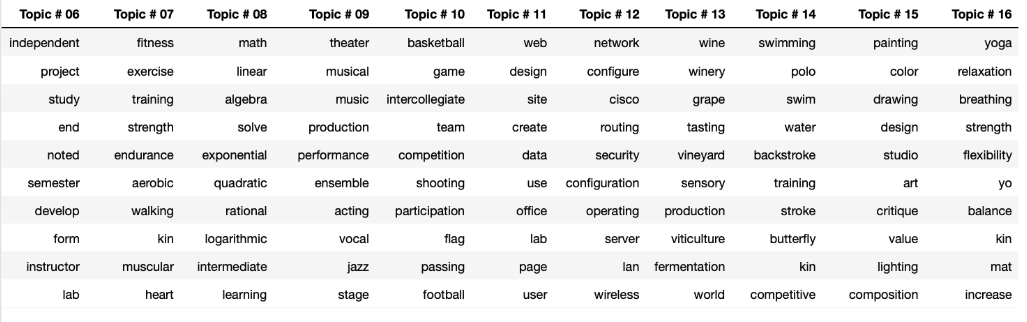 Topic # 06 Topic # 07 Topic # 08 Topic # 09 Topic # 10 Topic # 11 Topic # 12 Topic # 13 Topic # 14 Topic # 15 Topic # 16
independent fitness math theater basketball web network wine swimming painting yoga
project exercise linear musical game design configure winery polo color relaxation
study training algebra music intercollegiate site cisco grape swim drawing breathing
end strength solve production team create routing tasting water design strength
noted endurance exponential performance competition data security vineyard backstroke studio flexibility
semester aerobic quadratic ensemble shooting use configuration sensory training art yo
develop walking rational acting participation office operating production stroke critique balance
form kin logarithmic vocal flag lab server viticulture butterfly value kin
instructor muscular intermediate jazz passing page lan fermentation kin lighting mat
lab heart learning stage football user wireless world competitive composition increase